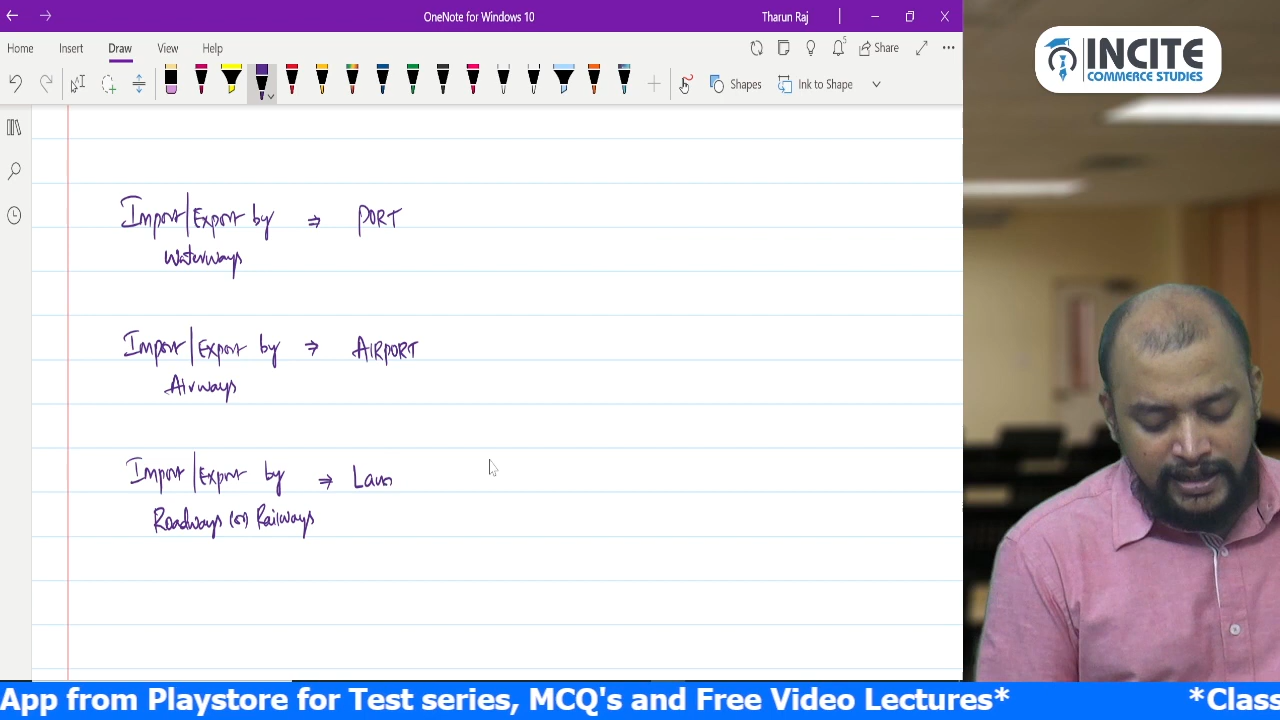 OneNote for Windows 10
Tharun Raj
Home Insert Draw View Help
5
Share
Shapes
Ink to Shape
INCITE
COMMERCE STUDIES
Import/Export by ⇒ PORT
Waterways
Import/Export by → AIRPORT
Airways
Import/Export by ⇒ Lan
Roadways (or) Railways
App from Playstore for Test series, MCQ's and Free Video Lectures* *Class